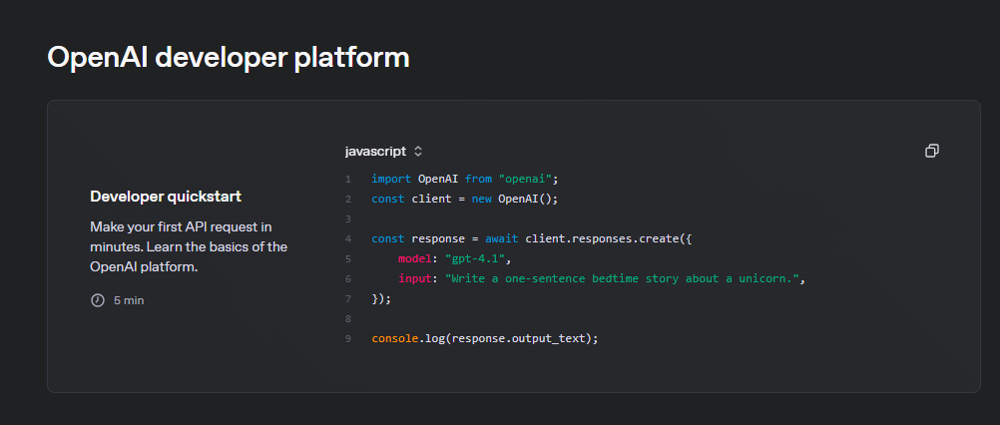 OpenAI developer platform
javascript
Developer quickstart
Make your first API request in
minutes. Learn the basics of the
OpenAI platform.
5 min
1 import OpenAI from "openai";
2 const client = new OpenAI();
3
4 const response = await client.responses.create({
5     model: "gpt-4.1",
6     input: "Write a one-sentence bedtime story about a unicorn.",
7 });
8
9 console.log(response.output_text);